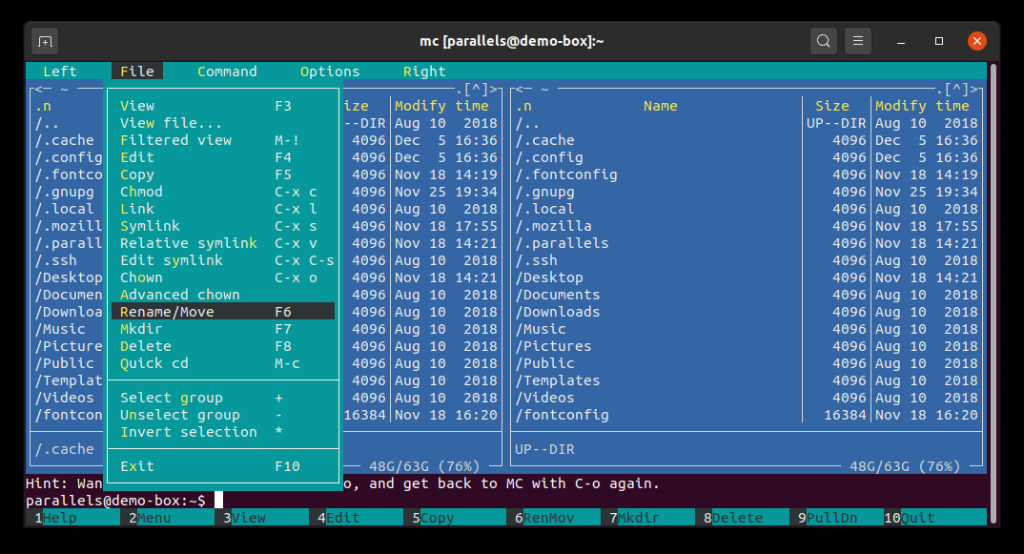 mc [parallels@demo-box]:~
Left File Command Options Right
<─ ~ .[^]> <─ ~ .[^]>
.n View F3 ize Modify time .n Name Size Modify time
/.. View file... --DIR Aug 10 2018 /.. UP--DIR Aug 10 2018
/.cache Filtered view M-! 4096 Dec 5 16:36 /.cache 4096 Dec 5 16:36
/.config Edit F4 4096 Dec 5 16:36 /.config 4096 Dec 5 16:36
/.fontco Copy F5 4096 Nov 18 14:19 /.fontconfig 4096 Nov 18 14:19
/.gnupg Chmod C-x c 4096 Nov 25 19:34 /.gnupg 4096 Nov 25 19:34
/.local Link C-x l 4096 Aug 10 2018 /.local 4096 Aug 10 2018
/.mozill Symlink C-x s 4096 Nov 18 17:55 /.mozilla 4096 Nov 18 17:55
/.parall Relative symlink C-x v 4096 Nov 18 14:21 /.parallels 4096 Nov 18 14:21
/.ssh Edit symlink C-x C-s 4096 Aug 10 2018 /.ssh 4096 Aug 10 2018
/Desktop Chown C-x o 4096 Nov 18 14:21 /Desktop 4096 Nov 18 14:21
/Documen Advanced chown 4096 Aug 10 2018 /Documents 4096 Aug 10 2018
/Downloa Rename/Move F6 4096 Aug 10 2018 /Downloads 4096 Aug 10 2018
/Music Mkdir F7 4096 Aug 10 2018 /Music 4096 Aug 10 2018
/Picture Delete F8 4096 Aug 10 2018 /Pictures 4096 Aug 10 2018
/Public Quick cd M-c 4096 Aug 10 2018 /Public 4096 Aug 10 2018
/Templat 4096 Aug 10 2018 /Templates 4096 Aug 10 2018
/Videos Select group + 4096 Aug 10 2018 /Videos 4096 Aug 10 2018
/fontcon Unselect group - 16384 Nov 18 16:20 /fontconfig 16384 Nov 18 16:20
Invert selection *
/.cache UP--DIR
Exit F10 48G/63G (76%) 48G/63G (76%)
Hint: Wan o, and get back to MC with C-o again.
parallels@demo-box:~$
1Help 2Menu 3View 4Edit 5Copy 6RenMov 7Mkdir 8Delete 9PullDn 10Quit